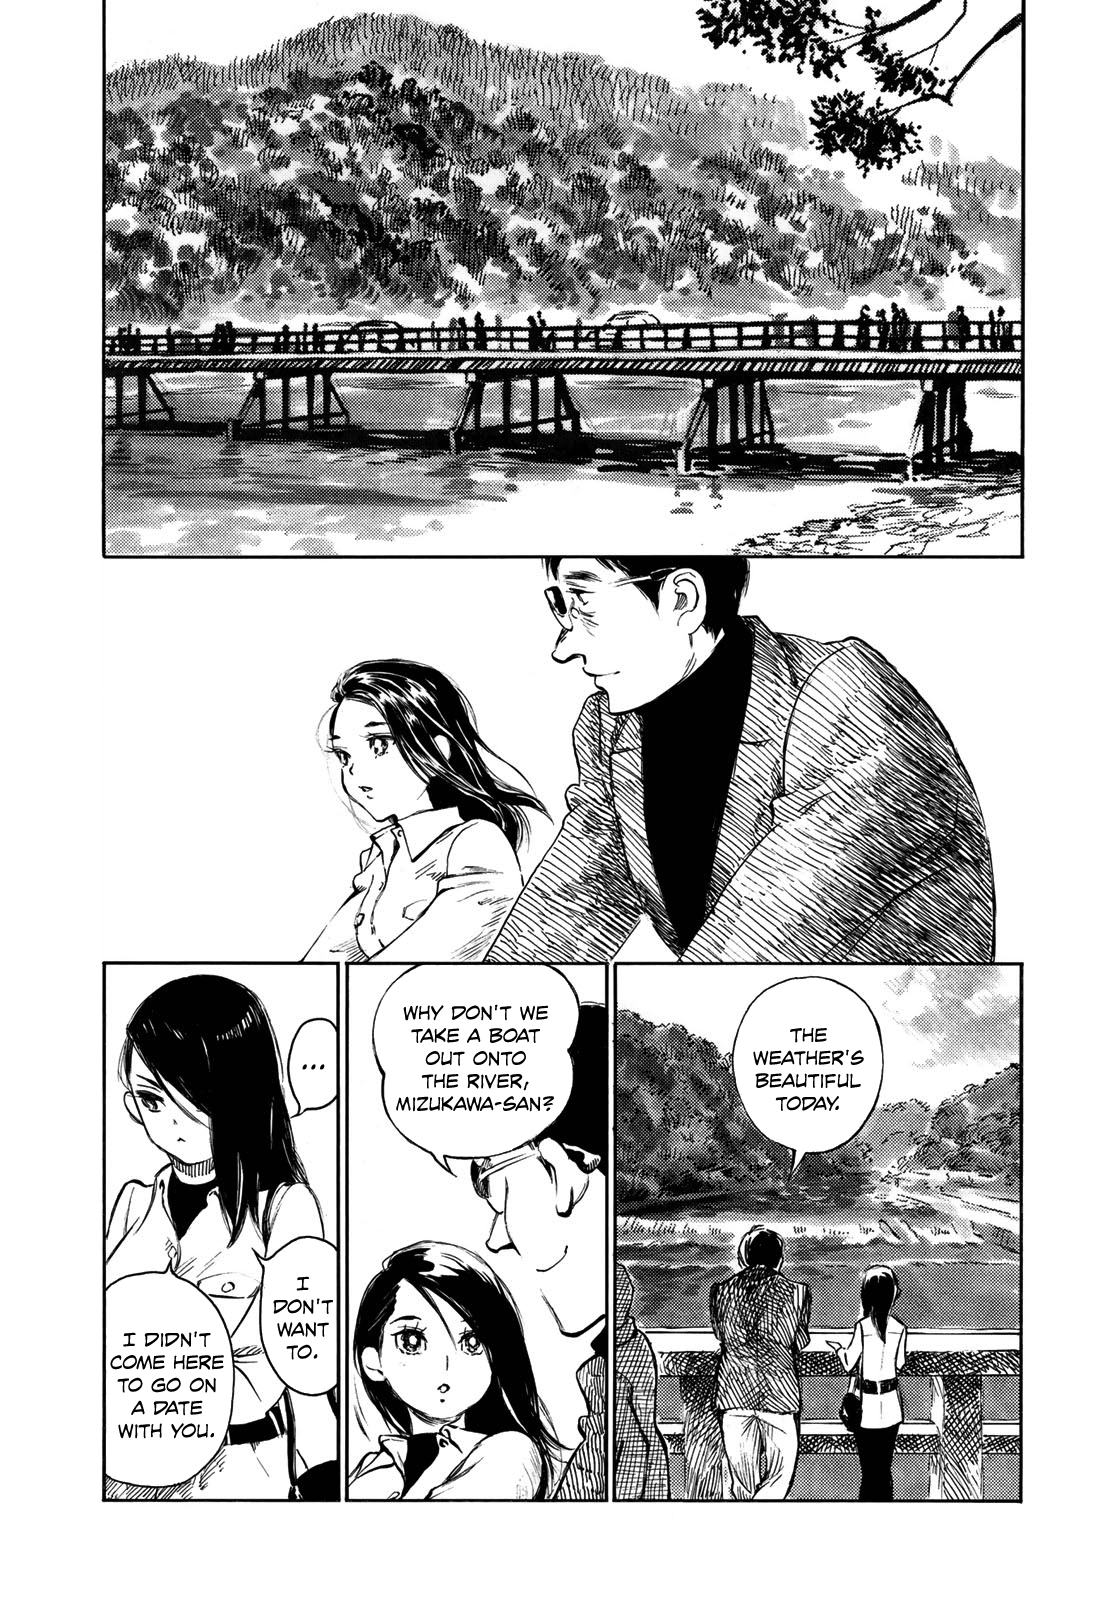 THE
WEATHER'S
BEAUTIFUL
TODAY.
WHY DON'T WE
TAKE A BOAT
OUT ONTO
THE RIVER,
MIZUKAWA-SAN?
...
I
DON'T
WANT
TO.
I DIDN'T
COME HERE
TO GO ON
A DATE
WITH YOU.